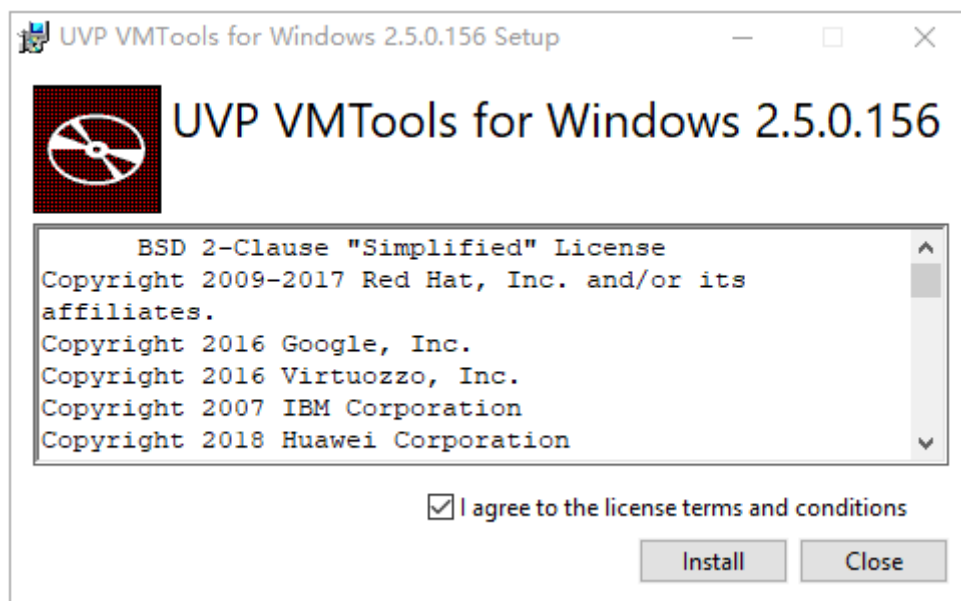 UVP VMTools for Windows 2.5.0.156 Setup
UVP VMTools for Windows 2.5.0.156
BSD 2-Clause "Simplified" License
Copyright 2009-2017 Red Hat, Inc. and/or its
affiliates.
Copyright 2016 Google, Inc.
Copyright 2016 Virtuozzo, Inc.
Copyright 2007 IBM Corporation
Copyright 2018 Huawei Corporation
I agree to the license terms and conditions
Install Close